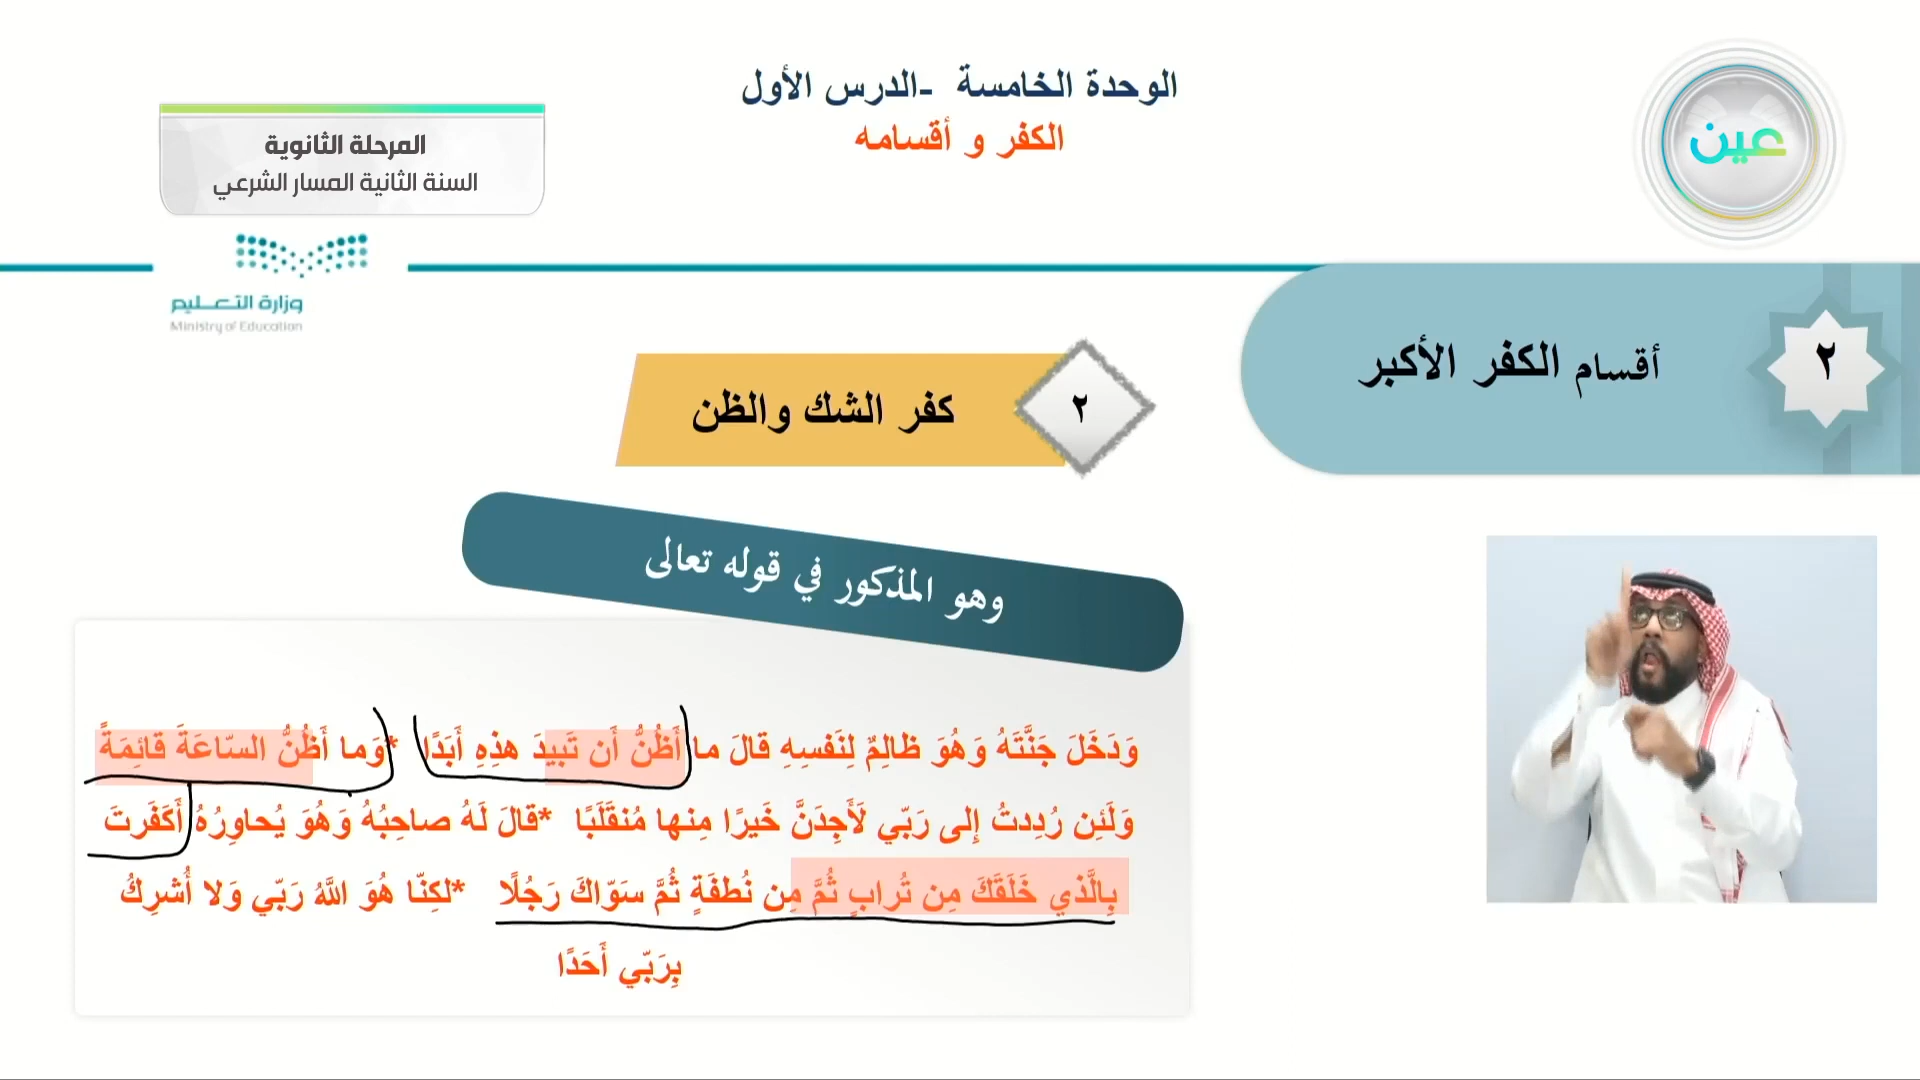 الوحدة الخامسة -الدرس الأول
الكفر و أقسامه
عين
المرحلة الثانوية
السنة الثانية المسار الشرعي
وزارة التعـــليم
Ministry of Education
٢
أقسام الكفر الأكبر
٢
كفر الشك والظن
وهو المذكور في قوله تعالى
وَدَخَلَ جَنَّتَهُ وَهُوَ ظالِمٌ لِنَفسِهِ قالَ ما أَظُنُّ أَن تَبيدَ هذِهِ أَبَدًا *وَما أَظُنُّ السّاعَةَ قائِمَةً
وَلَئِن رُدِدتُ إِلى رَبّي لَأَجِدَنَّ خَيرًا مِنها مُنقَلَبًا *قالَ لَهُ صاحِبُهُ وَهُوَ يُحاوِرُهُ أَكَفَرتَ
بِالَّذي خَلَقَكَ مِن تُرابٍ ثُمَّ مِن نُطفَةٍ ثُمَّ سَوّاكَ رَجُلًا *لكِنّا هُوَ اللَّهُ رَبّي وَلا أُشرِكُ
بِرَبّي أَحَدًا